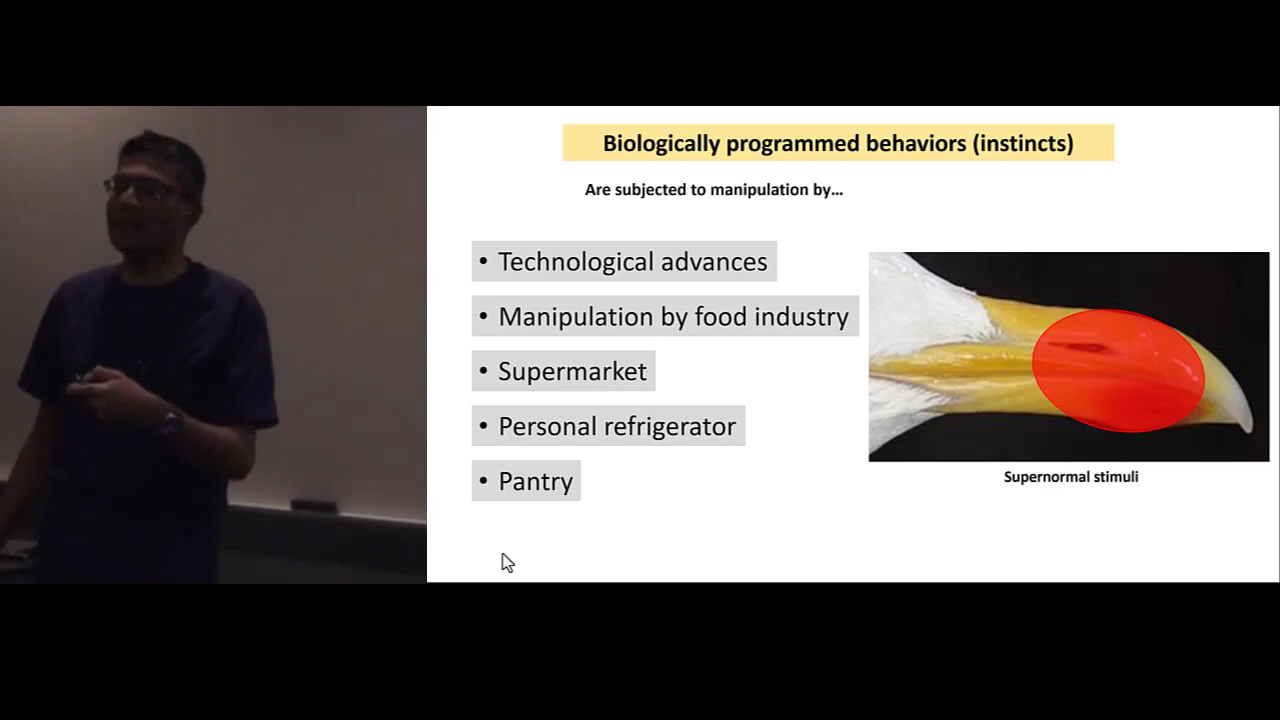 Biologically programmed behaviors (instincts)
Are subjected to manipulation by…
• Technological advances
• Manipulation by food industry
• Supermarket
• Personal refrigerator
• Pantry
Supernormal stimuli